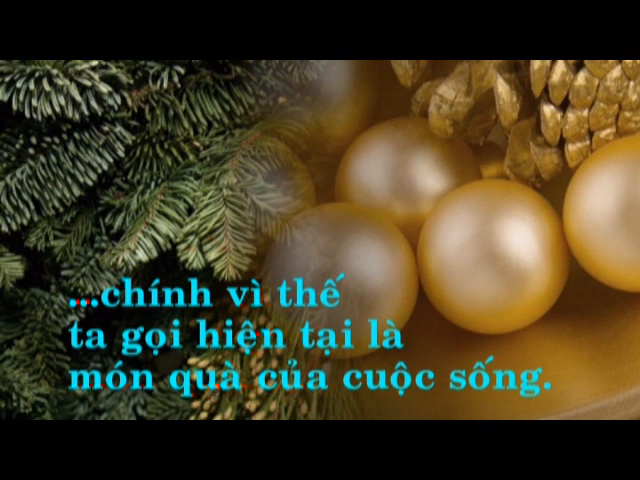 ...chính vì thế
ta gọi hiện tại là
món quà của cuộc sống.